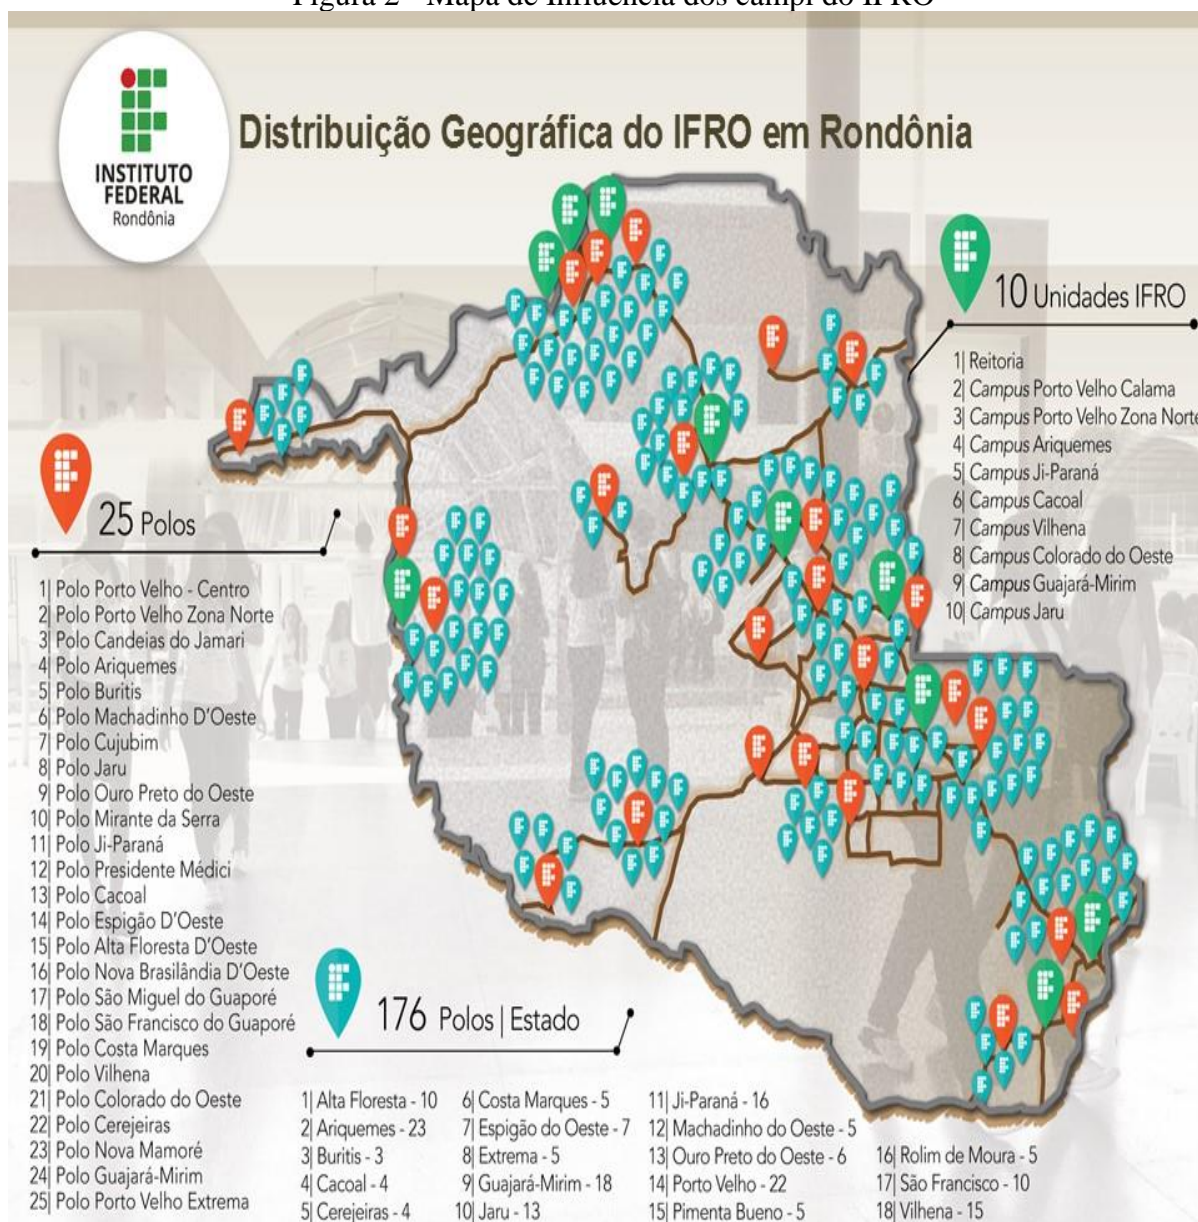 Figura 2 - Mapa de Influência dos campi do IFRO
INSTITUTO
FEDERAL
Rondônia
Distribuição Geográfica do IFRO em Rondônia
10 Unidades IFRO
1| Reitoria
2| Campus Porto Velho Calama
3| Campus Porto Velho Zona Norte
4| Campus Ariquemes
5| Campus Ji-Paraná
6| Campus Cacoal
7| Campus Vilhena
8| Campus Colorado do Oeste
9| Campus Guajará-Mirim
10| Campus Jaru
25 Polos
1| Polo Porto Velho - Centro
2| Polo Porto Velho Zona Norte
3| Polo Candeias do Jamari
4| Polo Ariquemes
5| Polo Buritis
6| Polo Machadinho D'Oeste
7| Polo Cujubim
8| Polo Jaru
9| Polo Ouro Preto do Oeste
10| Polo Mirante da Serra
11| Polo Ji-Paraná
12| Polo Presidente Médici
13| Polo Cacoal
14| Polo Espigão D'Oeste
15| Polo Alta Floresta D'Oeste
16| Polo Nova Brasilândia D'Oeste
17| Polo São Miguel do Guaporé
18| Polo São Francisco do Guaporé
19| Polo Costa Marques
20| Polo Vilhena
21| Polo Colorado do Oeste
22| Polo Cerejeiras
23| Polo Nova Mamoré
24| Polo Guajará-Mirim
25| Polo Porto Velho Extrema
176 Polos | Estado
1| Alta Floresta - 10
2| Ariquemes - 23
3| Buritis - 3
4| Cacoal - 4
5| Cerejeiras - 4
6| Costa Marques - 5
7| Espigão do Oeste - 7
8| Extrema - 5
9| Guajará-Mirim - 18
10| Jaru - 13
11| Ji-Paraná - 16
12| Machadinho do Oeste - 5
13| Ouro Preto do Oeste - 6
14| Porto Velho - 22
15| Pimenta Bueno - 5
16| Rolim de Moura - 5
17| São Francisco - 10
18| Vilhena - 15